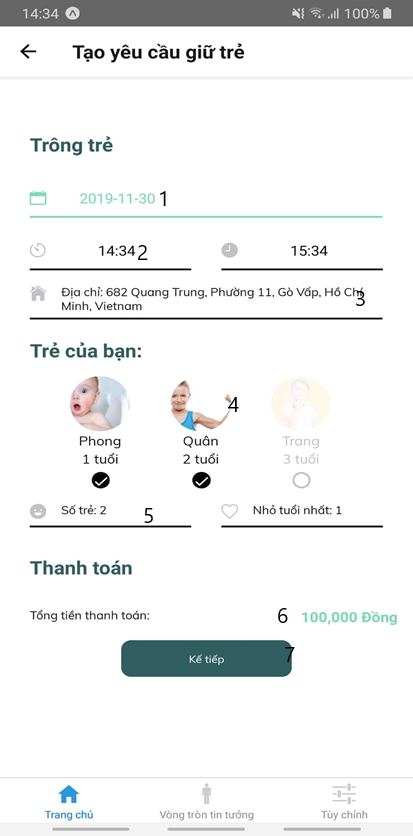 14:34 100%
Tạo yêu cầu giữ trẻ
Trông trẻ
2019-11-30 1
14:34 2 15:34
Địa chỉ: 682 Quang Trung, Phường 11, Gò Vấp, Hồ Chí
Minh, Vietnam 3
Trẻ của bạn:
4
Phong Quân Trang
1 tuổi 2 tuổi 3 tuổi
Số trẻ: 2 5 Nhỏ tuổi nhất: 1
Thanh toán
Tổng tiền thanh toán: 6 100,000 Đồng
Kế tiếp 7
Trang chủ Vòng tròn tin tưởng Tùy chỉnh